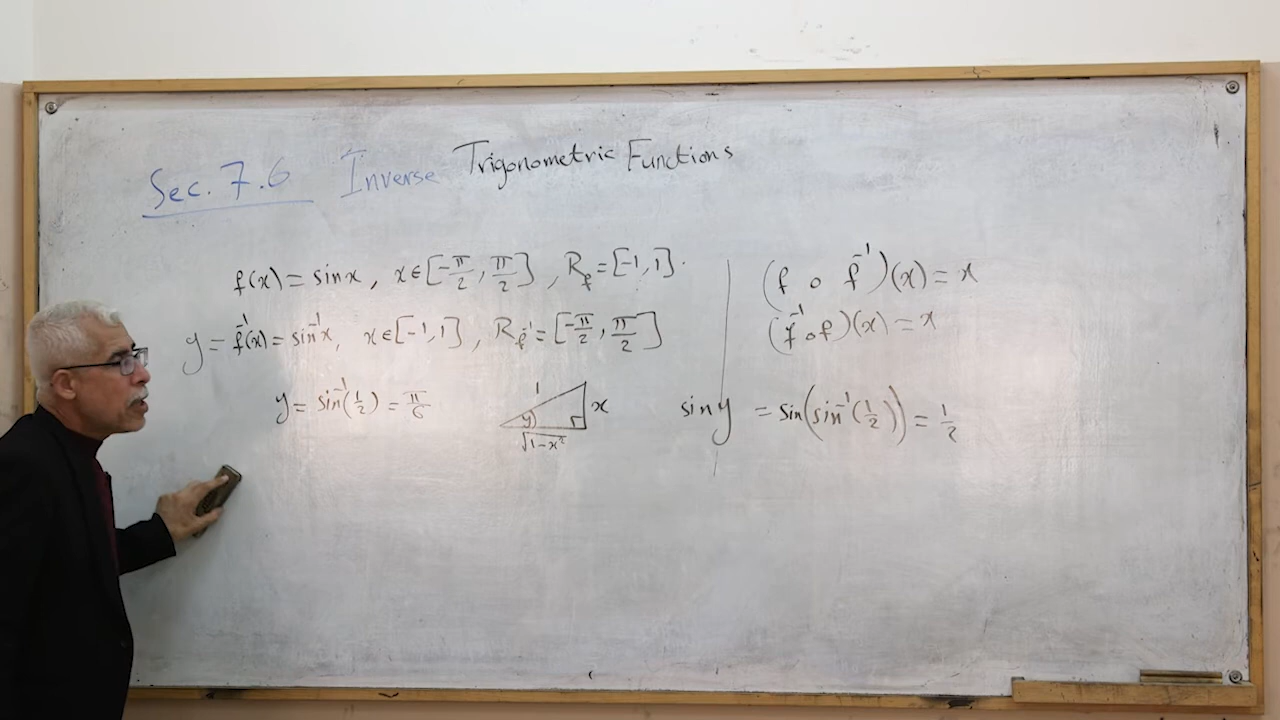 Sec. 7.6 Inverse Trigonometric Functions
f(x) = sin x, x ∈ [-π/2, π/2], R_f = [-1, 1].
(f o f⁻¹)(x) = x
y = f⁻¹(x) = sin⁻¹x, x ∈ [-1, 1], R_f⁻¹ = [-π/2, π/2]
(f⁻¹ o f)(x) = x
y = sin⁻¹(1/2) = π/6
1
x
y
√1-x²
sin y = sin(sin⁻¹(1/2)) = 1/2